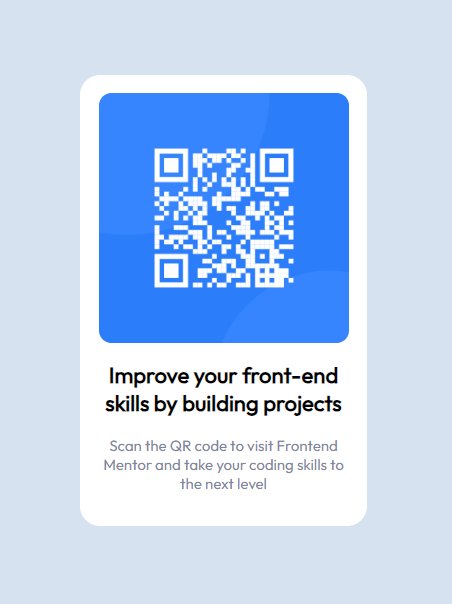 Improve your front-end
skills by building projects
Scan the QR code to visit Frontend
Mentor and take your coding skills to
the next level